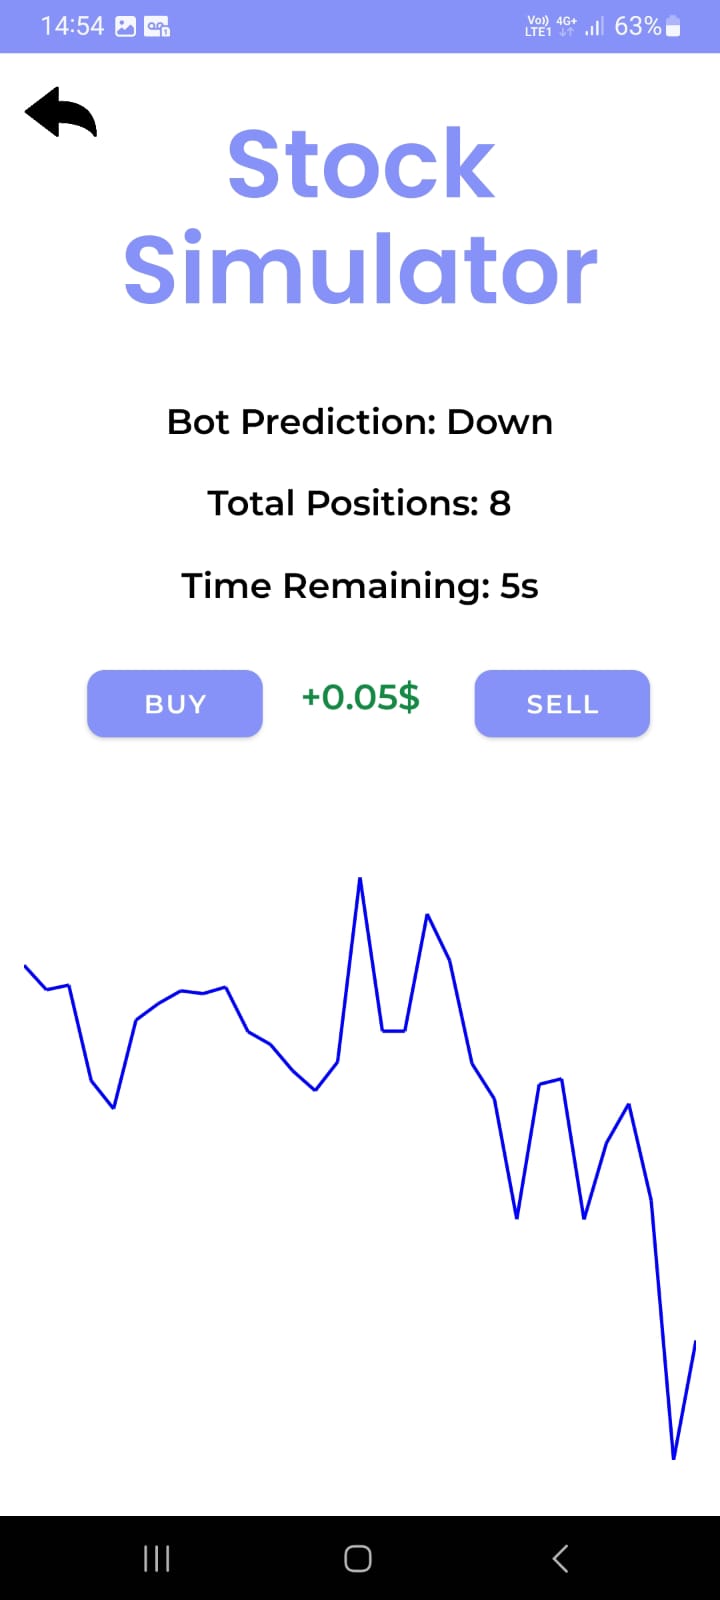 14:54
Vo) 4G+
LTE1 63%
Stock
Simulator
Bot Prediction: Down
Total Positions: 8
Time Remaining: 5s
BUY +0.05$ SELL